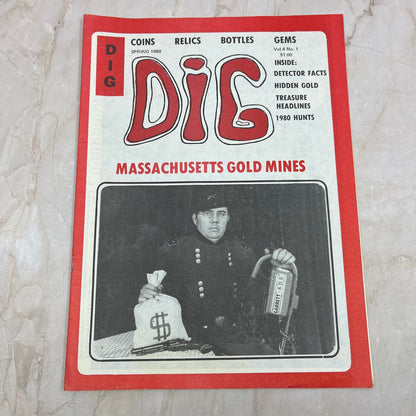 DIG
COINS RELICS BOTTLES GEMS
SPRING 1980
Vol.4 No. 1
$1.00
INSIDE:
DETECTOR FACTS
HIDDEN GOLD
TREASURE
HEADLINES
1980 HUNTS
DiG
MASSACHUSETTS GOLD MINES
$
GARRETT